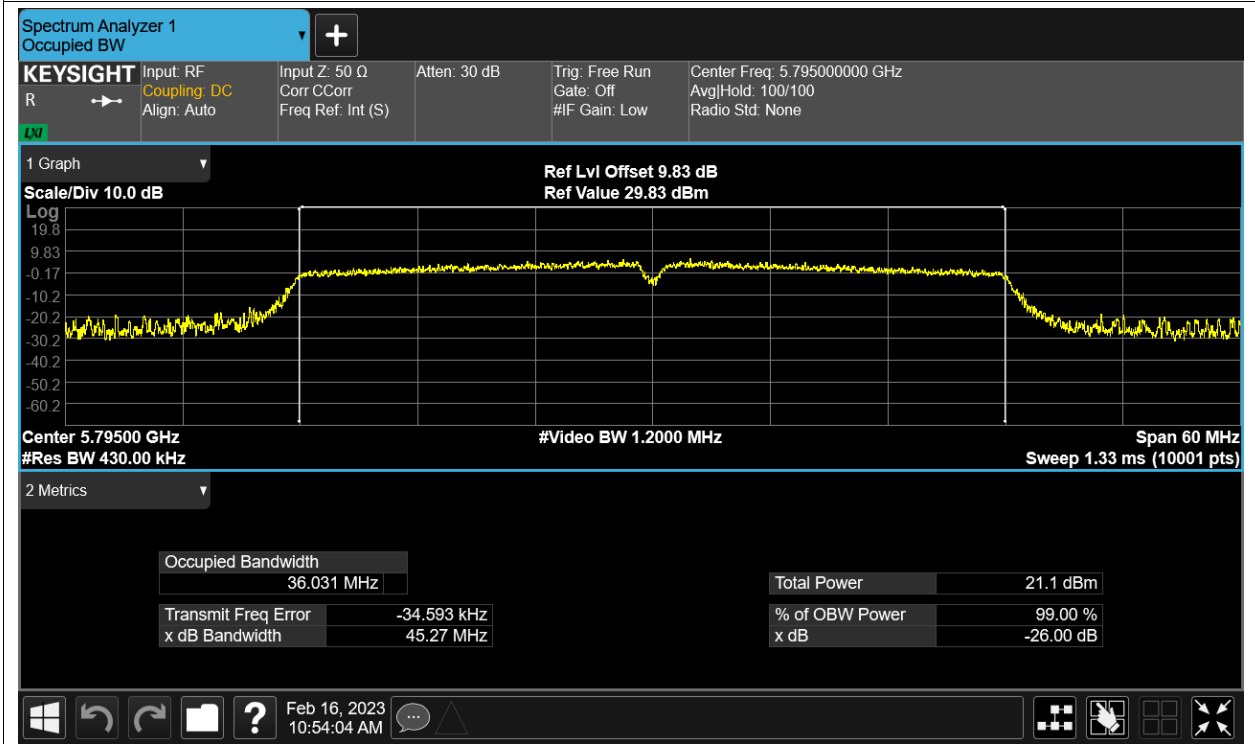 Spectrum Analyzer 1
Occupied BW
KEYSIGHT
R
LXI
Input: RF
Coupling: DC
Align: Auto
Input Z: 50 Ω
Corr CCorr
Freq Ref: Int (S)
Atten: 30 dB
Trig: Free Run
Gate: Off
#IF Gain: Low
Center Freq: 5.795000000 GHz
Avg|Hold: 100/100
Radio Std: None
1 Graph
Scale/Div 10.0 dB
Ref Lvl Offset 9.83 dB
Ref Value 29.83 dBm
Log
19.8
9.83
-0.17
-10.2
-20.2
-30.2
-40.2
-50.2
-60.2
Center 5.79500 GHz
#Video BW 1.2000 MHz
Span 60 MHz
#Res BW 430.00 kHz
Sweep 1.33 ms (10001 pts)
2 Metrics
Occupied Bandwidth
36.031 MHz
Transmit Freq Error -34.593 kHz
x dB Bandwidth 45.27 MHz
Total Power 21.1 dBm
% of OBW Power 99.00 %
x dB -26.00 dB
?
Feb 16, 2023
10:54:04 AM